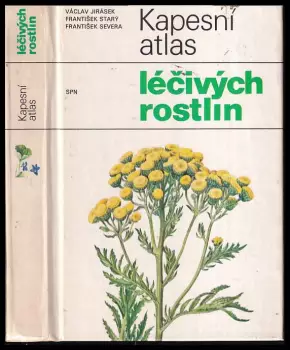 Kapesní
atlas
léčivých
rostlin
VÁCLAV JIRÁSEK
FRANTIŠEK STARÝ
FRANTIŠEK SEVERA
SPN
Kapesní
atlas
léčivých
rostlin